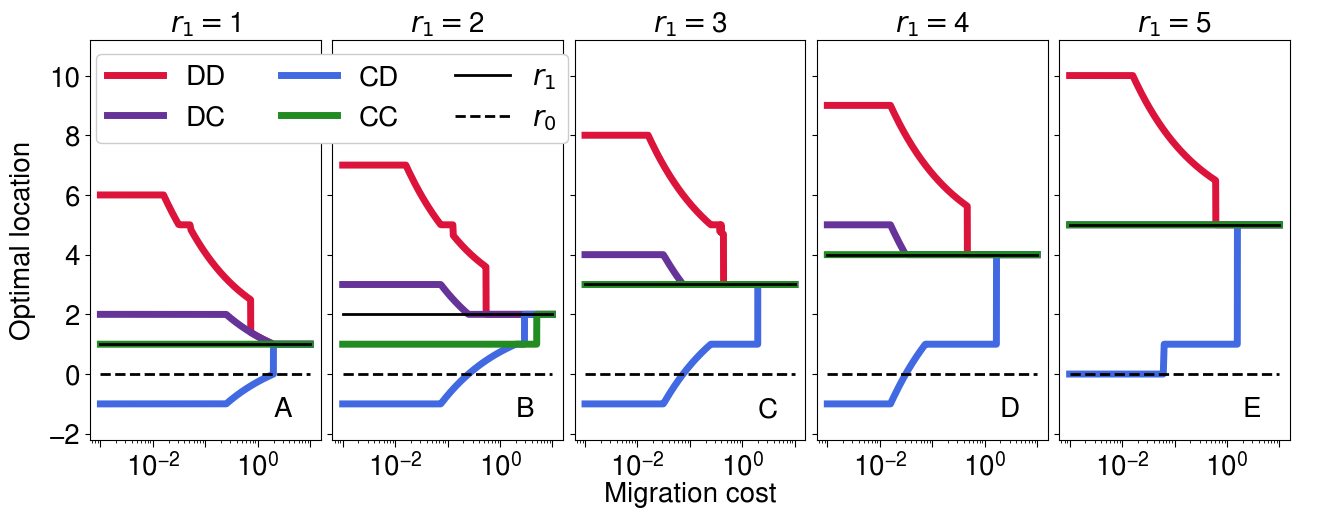 r₁ = 1
r₁ = 2
r₁ = 3
r₁ = 4
r₁ = 5
DD
CD
r₁
DC
CC
r₀
Optimal location
10
8
6
4
2
0
−2
A
B
C
D
E
10⁻² 10⁰
10⁻² 10⁰
10⁻² 10⁰
10⁻² 10⁰
10⁻² 10⁰
Migration cost